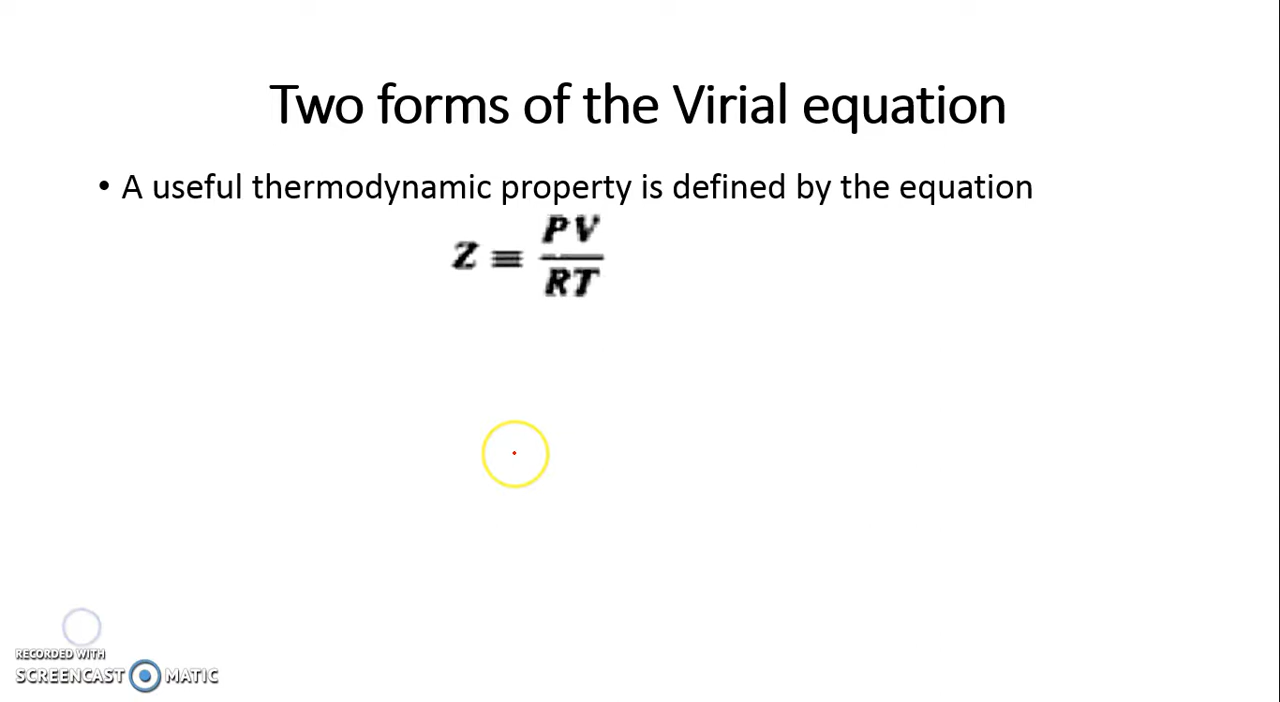 Two forms of the Virial equation
• A useful thermodynamic property is defined by the equation
Z ≡ PV / RT
RECORDED WITH
SCREENCAST MATIC